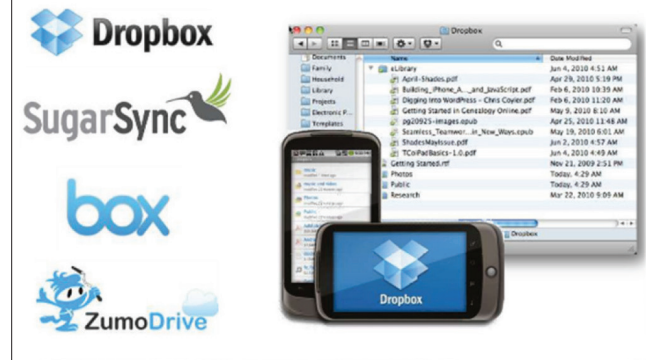 Dropbox
SugarSync
box
ZumoDrive
Dropbox
Name
Date Modified
Documents
Family
Household
Library
Projects
Electronic P...
Templates
eLibrary
Jun 4, 2010 4:51 AM
April-Shades.pdf
Apr 29, 2010 5:19 PM
Building_iPhone_A..._and_JavaScript.pdf
Feb 6, 2010 10:39 AM
Digging Into WordPress - Chris Coyier.pdf
Feb 6, 2010 11:20 AM
Getting Started in Genealogy Online.pdf
May 9, 2010 8:10 AM
pg20925-images.epub
Apr 25, 2010 11:48 AM
Seamless_Teamwor...in_New_Ways.epub
May 19, 2010 6:01 AM
ShadesMayIssue.pdf
Jun 2, 2010 4:57 AM
TCoiPadBasics-1.0.pdf
Jun 4, 2010 4:49 AM
Getting Started.rtf
Nov 21, 2009 2:51 PM
Photos
Today, 4:29 AM
Public
Today, 4:29 AM
Research
Mar 22, 2010 9:09 AM
Dropbox
Dropbox